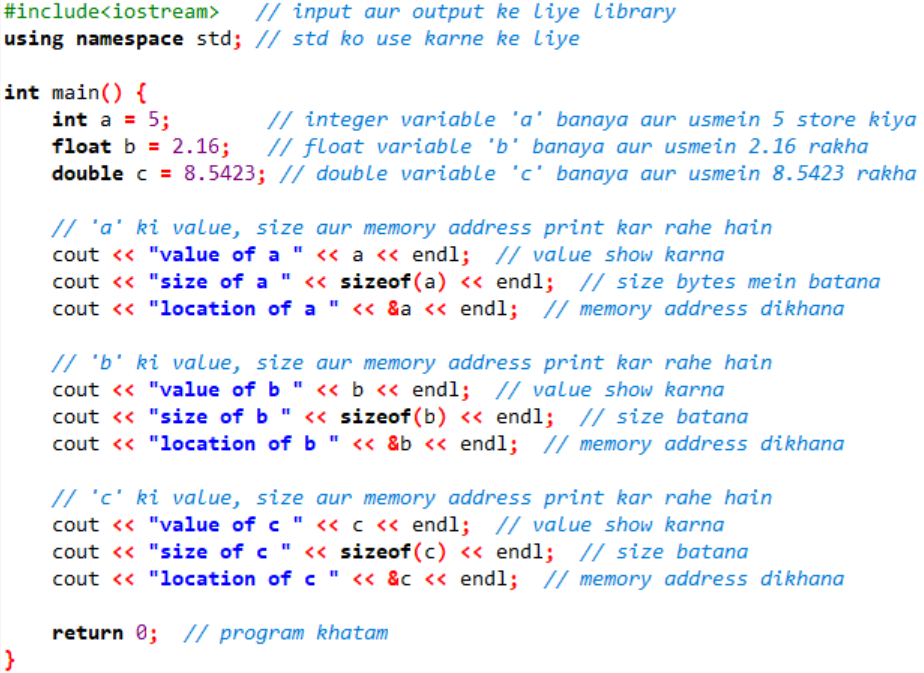 #include<iostream>   // input aur output ke liye library
using namespace std; // std ko use karne ke liye

int main() {
    int a = 5;        // integer variable 'a' banaya aur usmein 5 store kiya
    float b = 2.16;   // float variable 'b' banaya aur usmein 2.16 rakha
    double c = 8.5423; // double variable 'c' banaya aur usmein 8.5423 rakha

    // 'a' ki value, size aur memory address print kar rahe hain
    cout << "value of a " << a << endl;  // value show karna
    cout << "size of a " << sizeof(a) << endl;  // size bytes mein batana
    cout << "location of a " << &a << endl;  // memory address dikhana

    // 'b' ki value, size aur memory address print kar rahe hain
    cout << "value of b " << b << endl;  // value show karna
    cout << "size of b " << sizeof(b) << endl;  // size batana
    cout << "location of b " << &b << endl;  // memory address dikhana

    // 'c' ki value, size aur memory address print kar rahe hain
    cout << "value of c " << c << endl;  // value show karna
    cout << "size of c " << sizeof(c) << endl;  // size batana
    cout << "location of c " << &c << endl;  // memory address dikhana

    return 0;  // program khatam
}